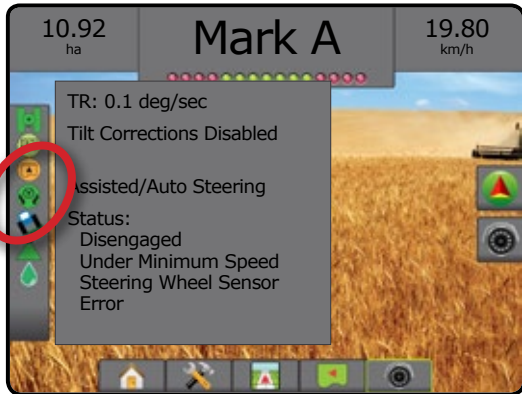 10.92
ha
Mark A
19.80
km/h
TR: 0.1 deg/sec
Tilt Corrections Disabled
Assisted/Auto Steering
Status:
Disengaged
Under Minimum Speed
Steering Wheel Sensor
Error